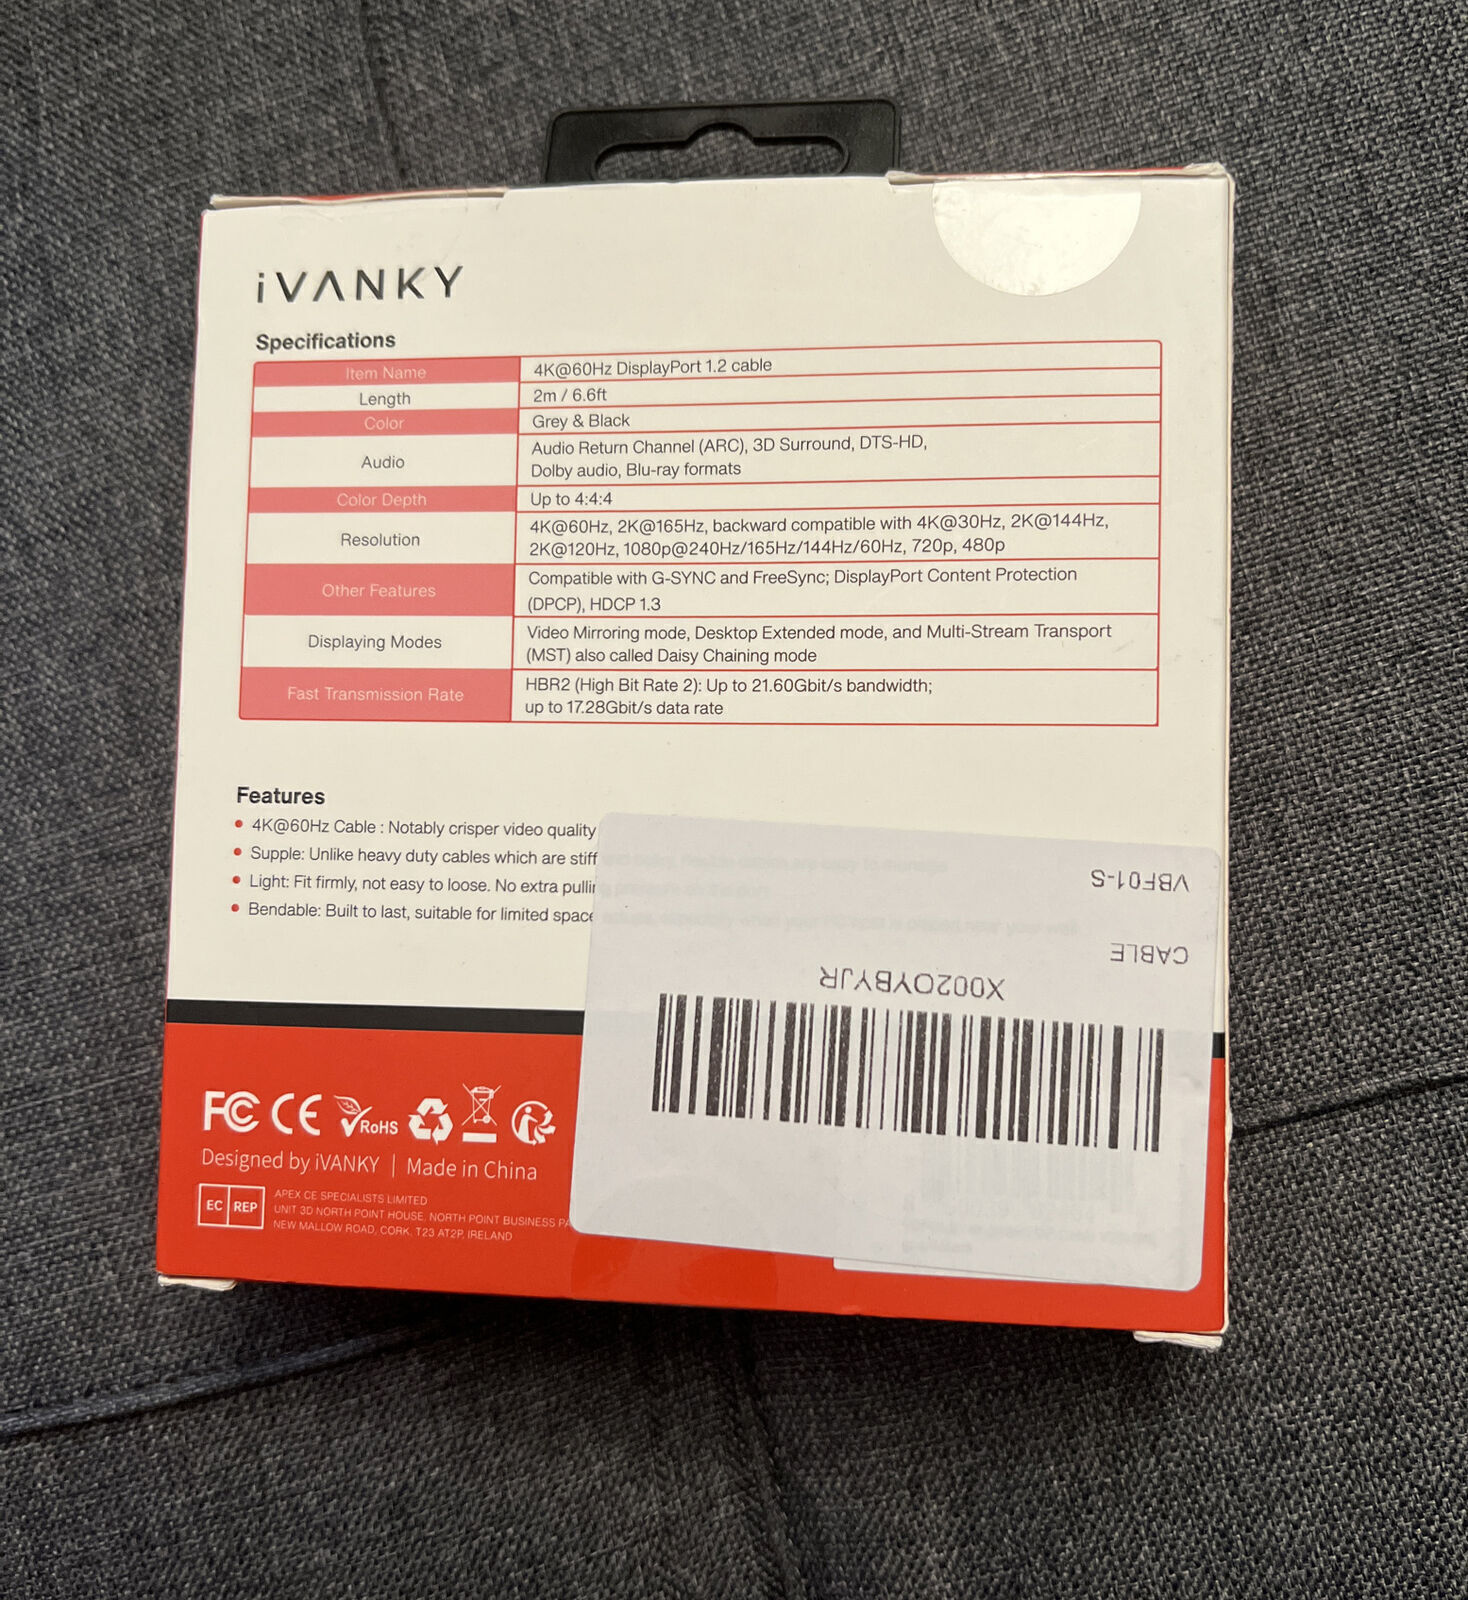 iVANKY
Specifications
Item Name 4K@60Hz DisplayPort 1.2 cable
Length 2m / 6.6ft
Color Grey & Black
Audio Audio Return Channel (ARC), 3D Surround, DTS-HD,
Dolby audio, Blu-ray formats
Color Depth Up to 4:4:4
Resolution 4K@60Hz, 2K@165Hz, backward compatible with 4K@30Hz, 2K@144Hz,
2K@120Hz, 1080p@240Hz/165Hz/144Hz/60Hz, 720p, 480p
Other Features Compatible with G-SYNC and FreeSync; DisplayPort Content Protection
(DPCP), HDCP 1.3
Displaying Modes Video Mirroring mode, Desktop Extended mode, and Multi-Stream Transport
(MST) also called Daisy Chaining mode
Fast Transmission Rate HBR2 (High Bit Rate 2): Up to 21.60Gbit/s bandwidth;
up to 17.28Gbit/s data rate
Features
• 4K@60Hz Cable : Notably crisper video quality
• Supple: Unlike heavy duty cables which are stiff
• Light: Fit firmly, not easy to loose. No extra pullin
• Bendable: Built to last, suitable for limited space
VBF01-S
CABLE
X002OYBYJR
FC CE RoHS
Designed by iVANKY | Made in China
EC REP
APEX CE SPECIALISTS LIMITED
UNIT 3D NORTH POINT HOUSE, NORTH POINT BUSINESS PA
NEW MALLOW ROAD, CORK, T23 AT2P, IRELAND